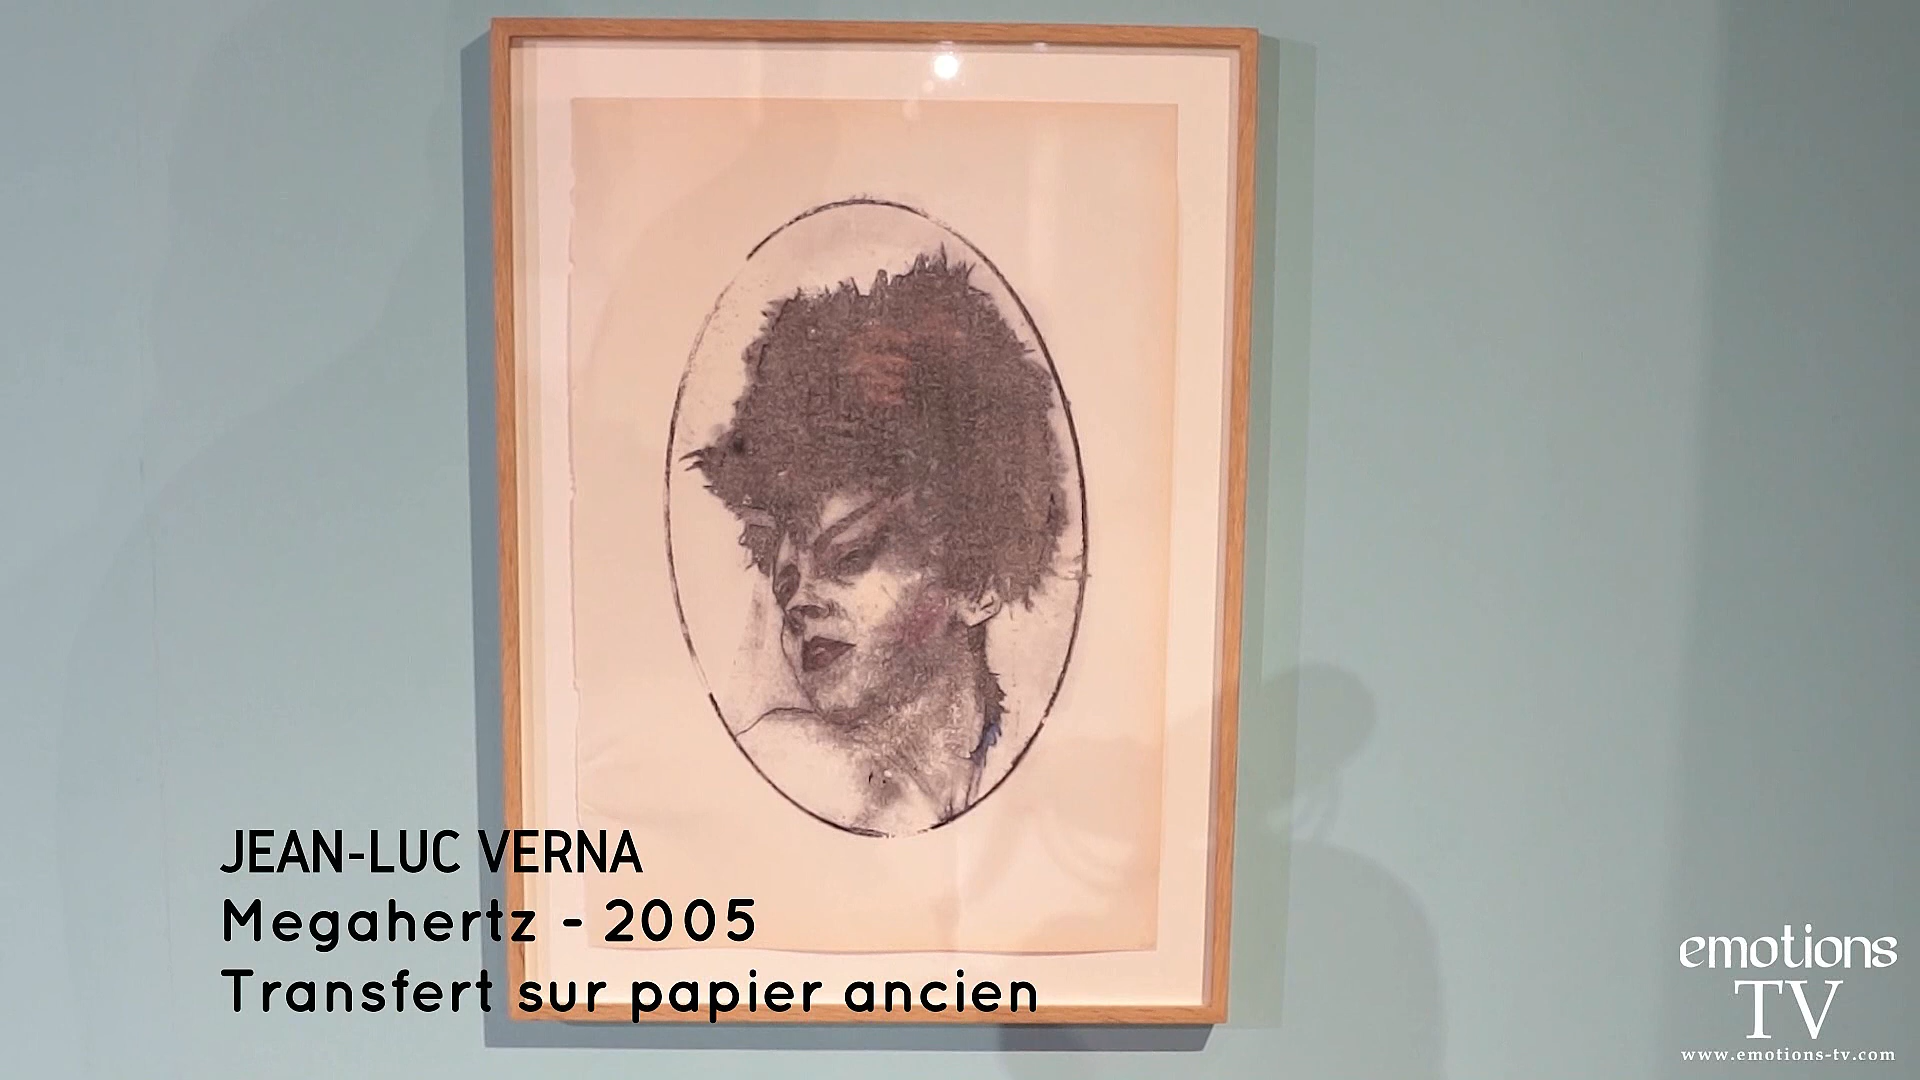 JEAN-LUC VERNA
Megahertz - 2005
Transfert sur papier ancien
emotions
TV
www.emotions-tv.com